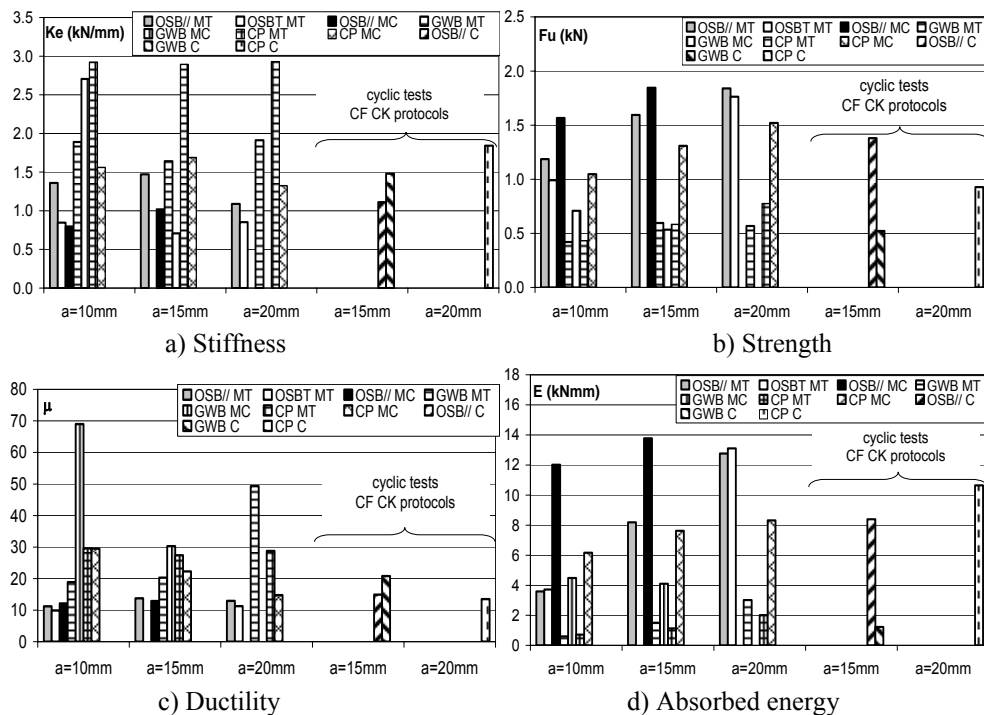 Ke (kN/mm)
OSB// MT OSBT MT OSB// MC GWB MT
GWB MC CP MT CP MC OSB// C
GWB C CP C
3.5
3.0
2.5
2.0
1.5
1.0
0.5
0.0
cyclic tests
CF CK protocols
a=10mm a=15mm a=20mm a=15mm a=20mm
a) Stiffness
Fu (kN)
OSB// MT OSBT MT OSB// MC GWB MT
GWB MC CP MT CP MC OSB// C
GWB C CP C
2.5
2.0
1.5
1.0
0.5
0.0
cyclic tests
CF CK protocols
a=10mm a=15mm a=20mm a=15mm a=20mm
b) Strength
μ
OSB// MT OSBT MT OSB// MC GWB MT
GWB MC CP MT CP MC OSB// C
GWB C CP C
80
70
60
50
40
30
20
10
0
cyclic tests
CF CK protocols
a=10mm a=15mm a=20mm a=15mm a=20mm
c) Ductility
E (kNmm)
OSB// MT OSBT MT OSB// MC GWB MT
GWB MC CP MT CP MC OSB// C
GWB C CP C
18
16
14
12
10
8
6
4
2
0
cyclic tests
CF CK protocols
a=10mm a=15mm a=20mm a=15mm a=20mm
d) Absorbed energy